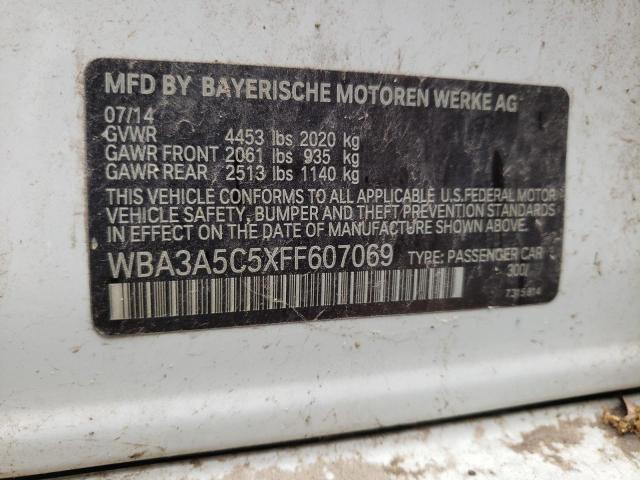 MFD BY BAYERISCHE MOTOREN WERKE AG
07/14
GVWR 4453 lbs 2020 kg
GAWR FRONT 2061 lbs 935 kg
GAWR REAR 2513 lbs 1140 kg
THIS VEHICLE CONFORMS TO ALL APPLICABLE U.S.FEDERAL MOTOR
VEHICLE SAFETY, BUMPER AND THEFT PREVENTION STANDARDS
IN EFFECT ON THE DATE OF MANUFACTURE SHOWN ABOVE.
WBA3A5C5XFF607069 TYPE: PASSENGER CAR
300/